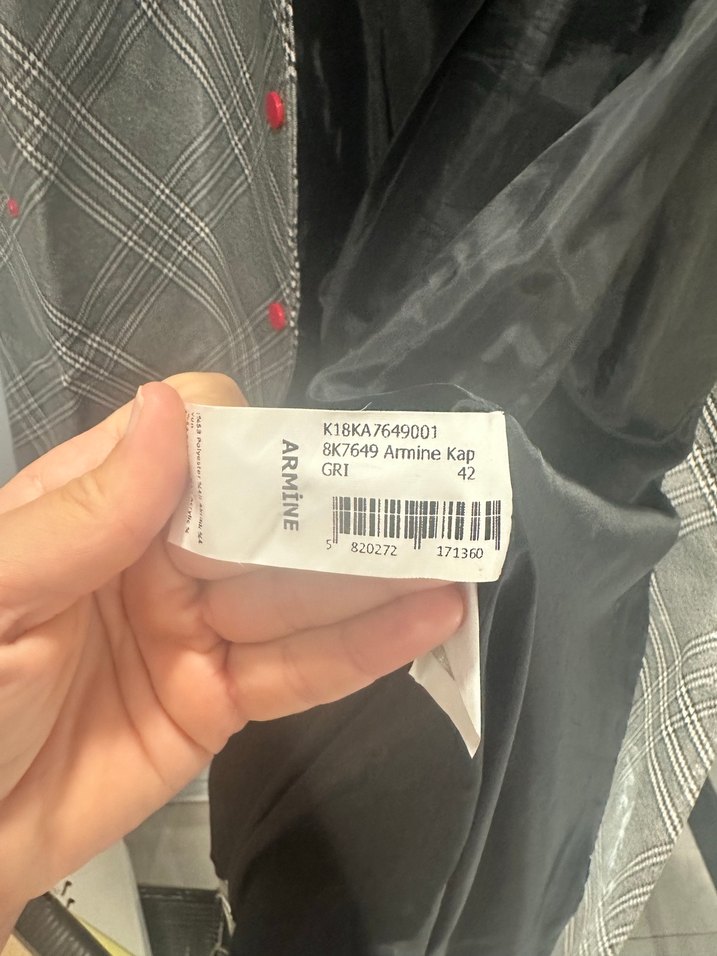 K18KA7649001
8K7649 Armine Kap
GRI 42
5 820272 171360
ARMİNE